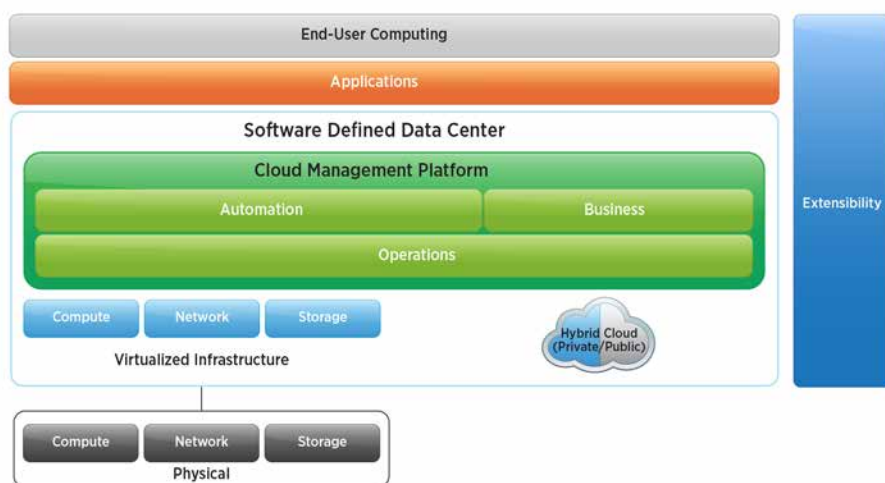 End-User Computing
Applications
Software Defined Data Center
Cloud Management Platform
Automation
Business
Operations
Extensibility
Compute
Network
Storage
Hybrid Cloud
(Private/Public)
Virtualized Infrastructure
Compute
Network
Storage
Physical